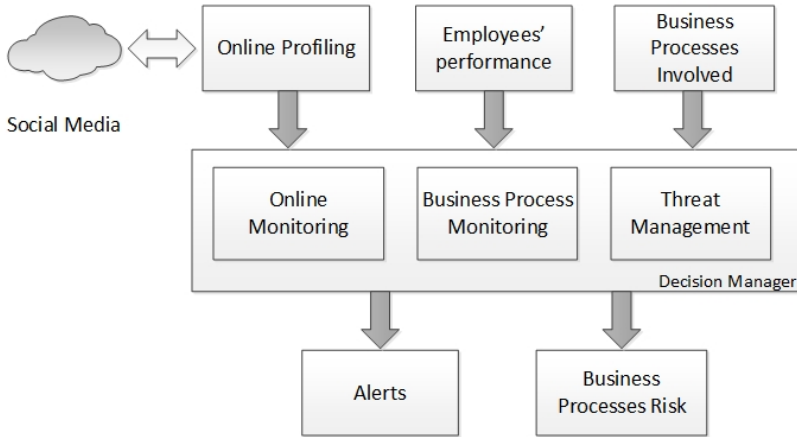 Online Profiling
Employees'
performance
Business
Processes
Involved
Social Media
Online
Monitoring
Business Process
Monitoring
Threat
Management
Decision Manager
Alerts
Business
Processes Risk